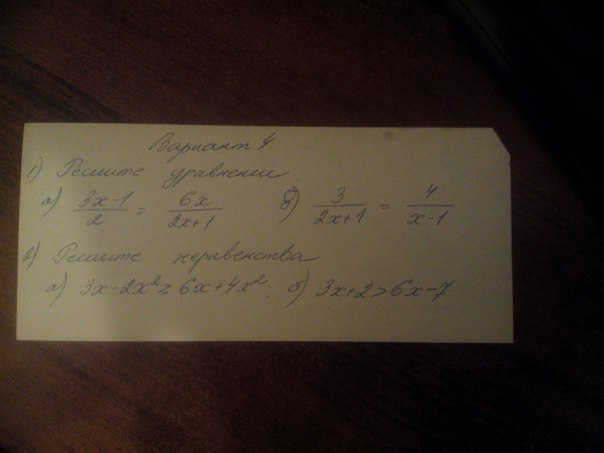 Вариант 4
1) Решите уравнения
а) (3x-1)/2 = 6x/(2x+1) б) 3/(2x+1) = 4/(x-1)
2) Решите неравенства
а) 3x-2x² ≥ 6x+4x² б) 3x+2>6x-7